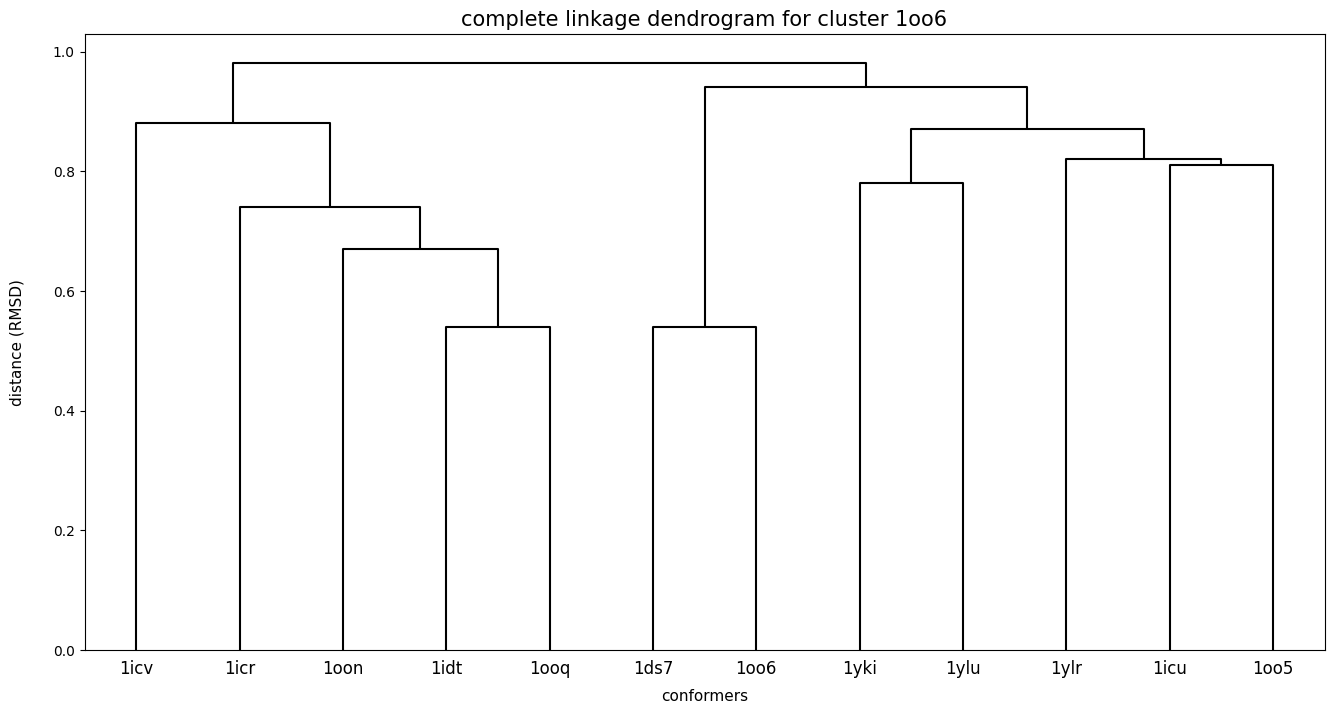 complete linkage dendrogram for cluster 1oo6
1.0
0.8
0.6
0.4
0.2
0.0
distance (RMSD)
1icv 1icr 1oon 1idt 1ooq 1ds7 1oo6 1yki 1ylu 1ylr 1icu 1oo5
conformers